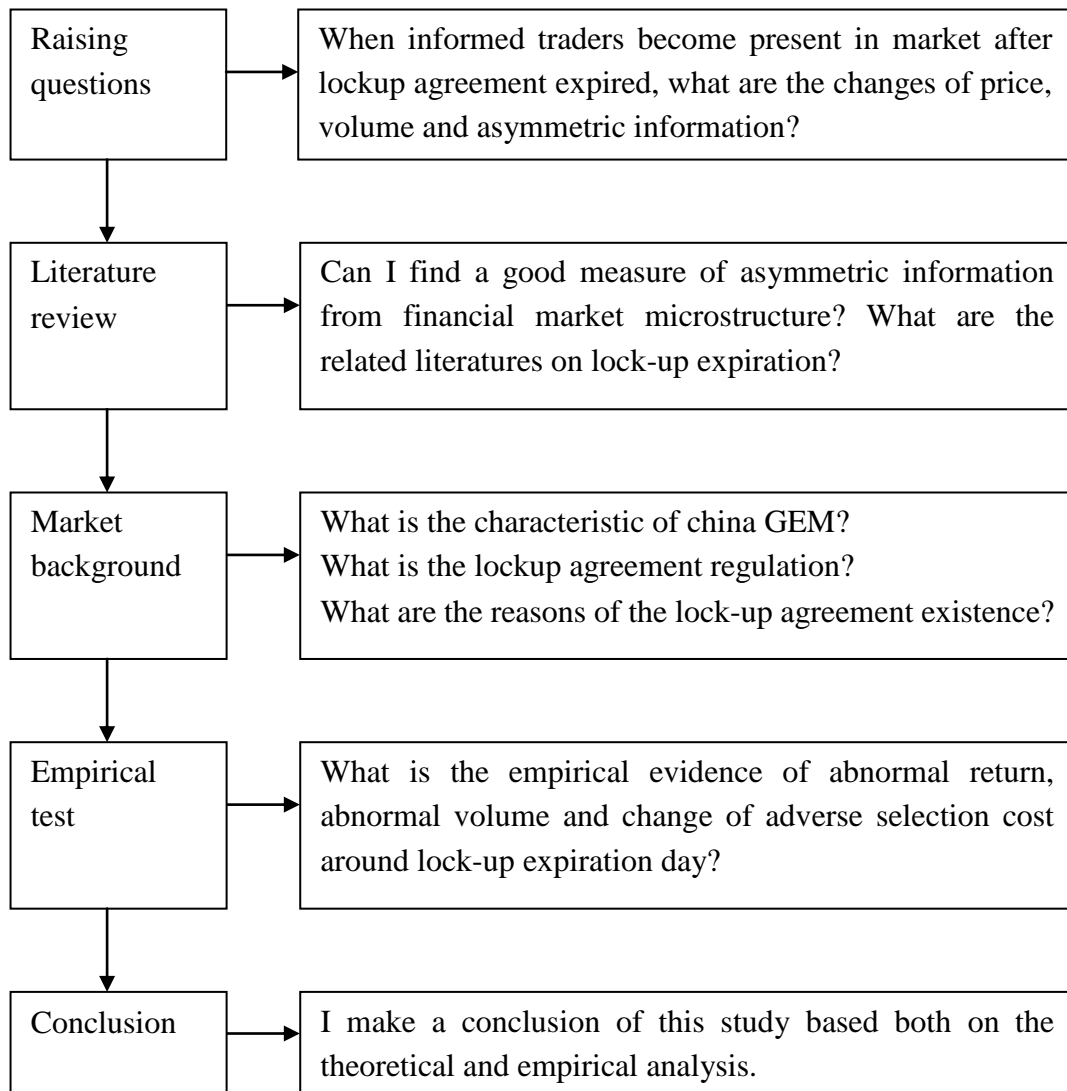 Raising
questions
When informed traders become present in market after
lockup agreement expired, what are the changes of price,
volume and asymmetric information?
Literature
review
Can I find a good measure of asymmetric information
from financial market microstructure? What are the
related literatures on lock-up expiration?
Market
background
What is the characteristic of china GEM?
What is the lockup agreement regulation?
What are the reasons of the lock-up agreement existence?
Empirical
test
What is the empirical evidence of abnormal return,
abnormal volume and change of adverse selection cost
around lock-up expiration day?
Conclusion
I make a conclusion of this study based both on the
theoretical and empirical analysis.